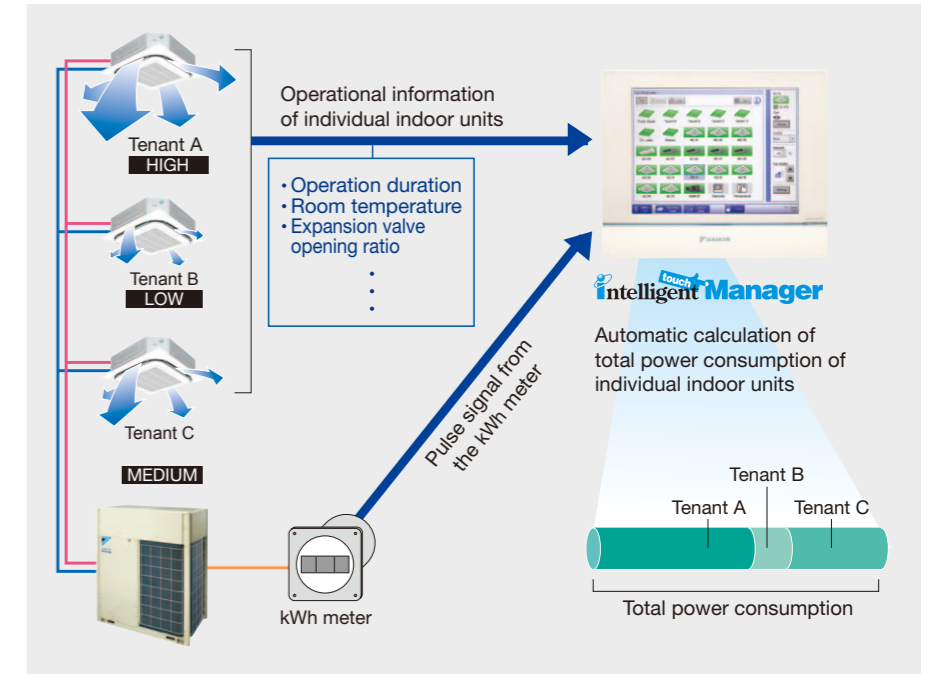 Tenant A
HIGH
Tenant B
LOW
Tenant C
MEDIUM
Operational information
of individual indoor units
・Operation duration
・Room temperature
・Expansion valve
opening ratio
・
・
・
Pulse signal from
the kWh meter
kWh meter
DAIKIN
intelligent touch Manager
Automatic calculation of
total power consumption of
individual indoor units
Tenant B
Tenant A
Tenant C
Total power consumption